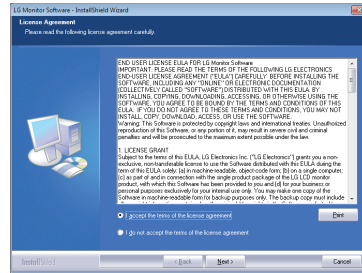 LG Monitor Software - InstallShield Wizard
License Agreement
Please read the following license agreement carefully.
END USER LICENSE EULA FOR LG Monitor Software
IMPORTANT: PLEASE READ THE TERMS OF THE FOLLOWING LG ELECTRONICS
END-USER LICENSE AGREEMENT ("EULA") CAREFULLY BEFORE INSTALLING THE
SOFTWARE, INCLUDING ANY "ONLINE" OR ELECTRONIC DOCUMENTATION
(COLLECTIVELY CALLED "SOFTWARE") DISTRIBUTED WITH THIS EULA. BY
INSTALLING, COPYING, DOWNLOADING, ACCESSING, OR OTHERWISE USING THE
SOFTWARE, YOU AGREE TO BE BOUND BY THE TERMS AND CONDITIONS OF THIS
EULA. IF YOU DO NOT AGREE TO THESE TERMS AND CONDITIONS, YOU MAY NOT
INSTALL, COPY, DOWNLOAD, ACCESS, OR USE THE SOFTWARE.
Warning: This Software is protected by copyright laws and international treaties. Unauthorized
reproduction of this Software, or any portion of it, may result in severe civil and criminal
penalties and will be prosecuted to the maximum extent possible under the law.
1. LICENSE GRANT
Subject to the terms of this EULA, LG Electronics Inc. ("LG Electronics") grants you a non-
exclusive, non-transferable license to use the Software distributed with this EULA during the
term of this EULA solely: (a) in machine-readable, object-code form; (b) on a single computer;
(c) as part of and in connection with the single product package of the LG LCD monitor
product, with which the Software has been provided to you and (d) for your business or
personal purposes exclusively for your internal use only. You may make one copy of the
Software in machine-readable form for backup purposes only. The backup copy must include
I accept the terms of the license agreement
Print
I do not accept the terms of the license agreement
InstallShield
< Back
Next >
Cancel